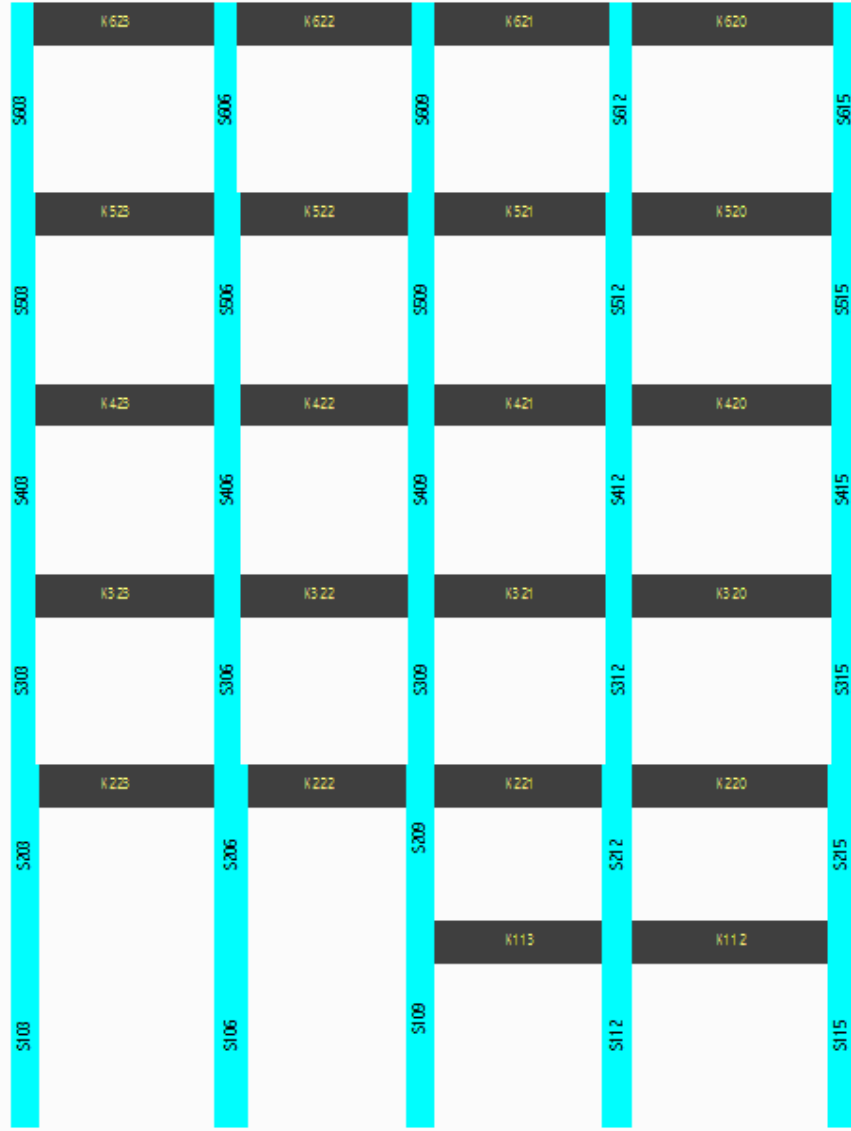 K623 K622 K621 K620
S603 S606 S609 S612 S615
K523 K522 K521 K520
S503 S506 S509 S512 S515
K423 K422 K421 K420
S403 S406 S409 S412 S415
K323 K322 K321 K320
S303 S306 S309 S312 S315
K223 K222 K221 K220
S203 S206 S209 S212 S215
K113 K112
S103 S106 S109 S112 S115